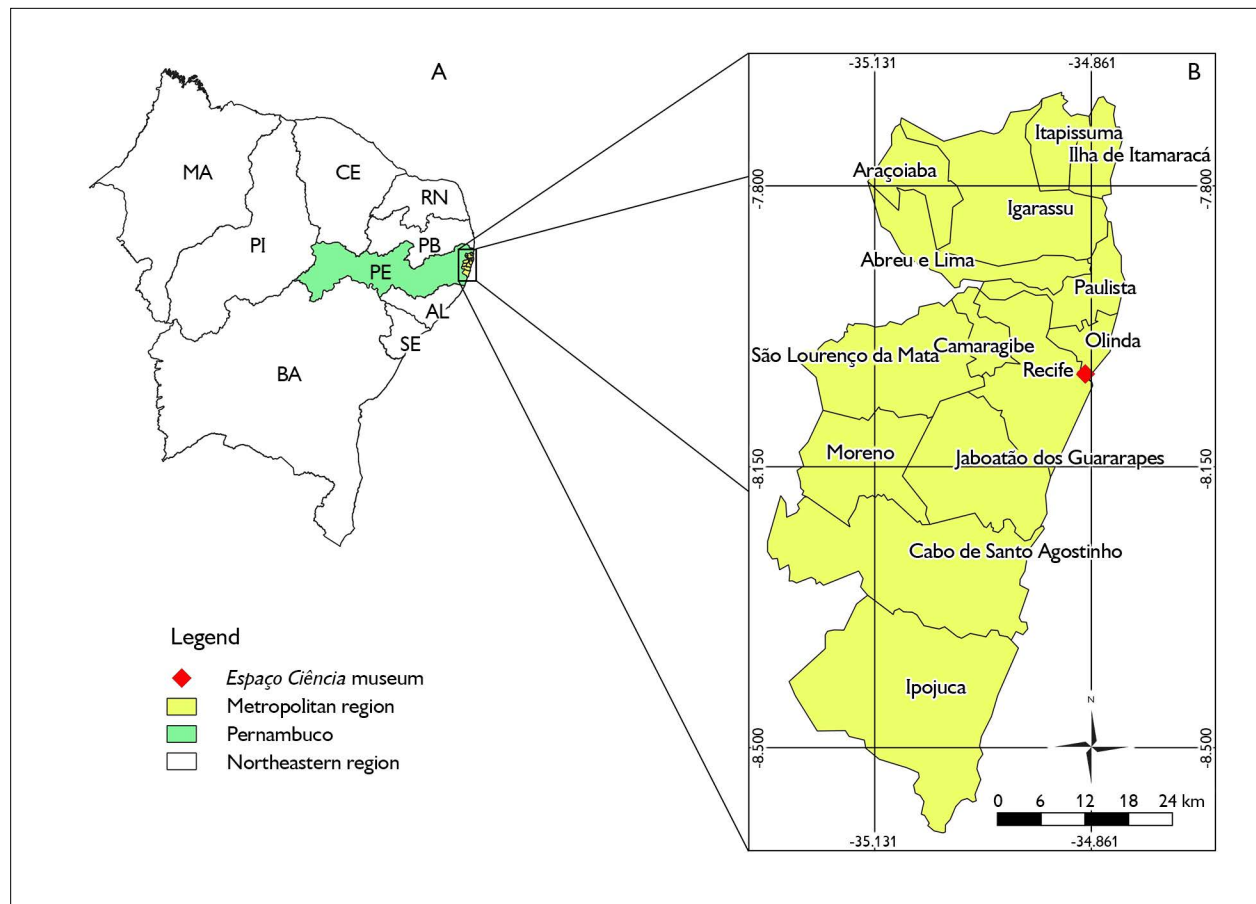 A
MA
CE
RN
PI
PB
PE
AL
SE
BA
Legend
Espaço Ciência museum
Metropolitan region
Pernambuco
Northeastern region
B
-35.131
-34.861
Itapissuma
Ilha de Itamaracá
Araçoiaba
-7.800
-7.800
Igarassu
Abreu e Lima
Paulista
Olinda
Camaragibe
São Lourenço da Mata
Recife
Moreno
Jaboatão dos Guararapes
-8.150
-8.150
Cabo de Santo Agostinho
Ipojuca
N
-8.500
-8.500
0 6 12 18 24 km
-35.131
-34.861